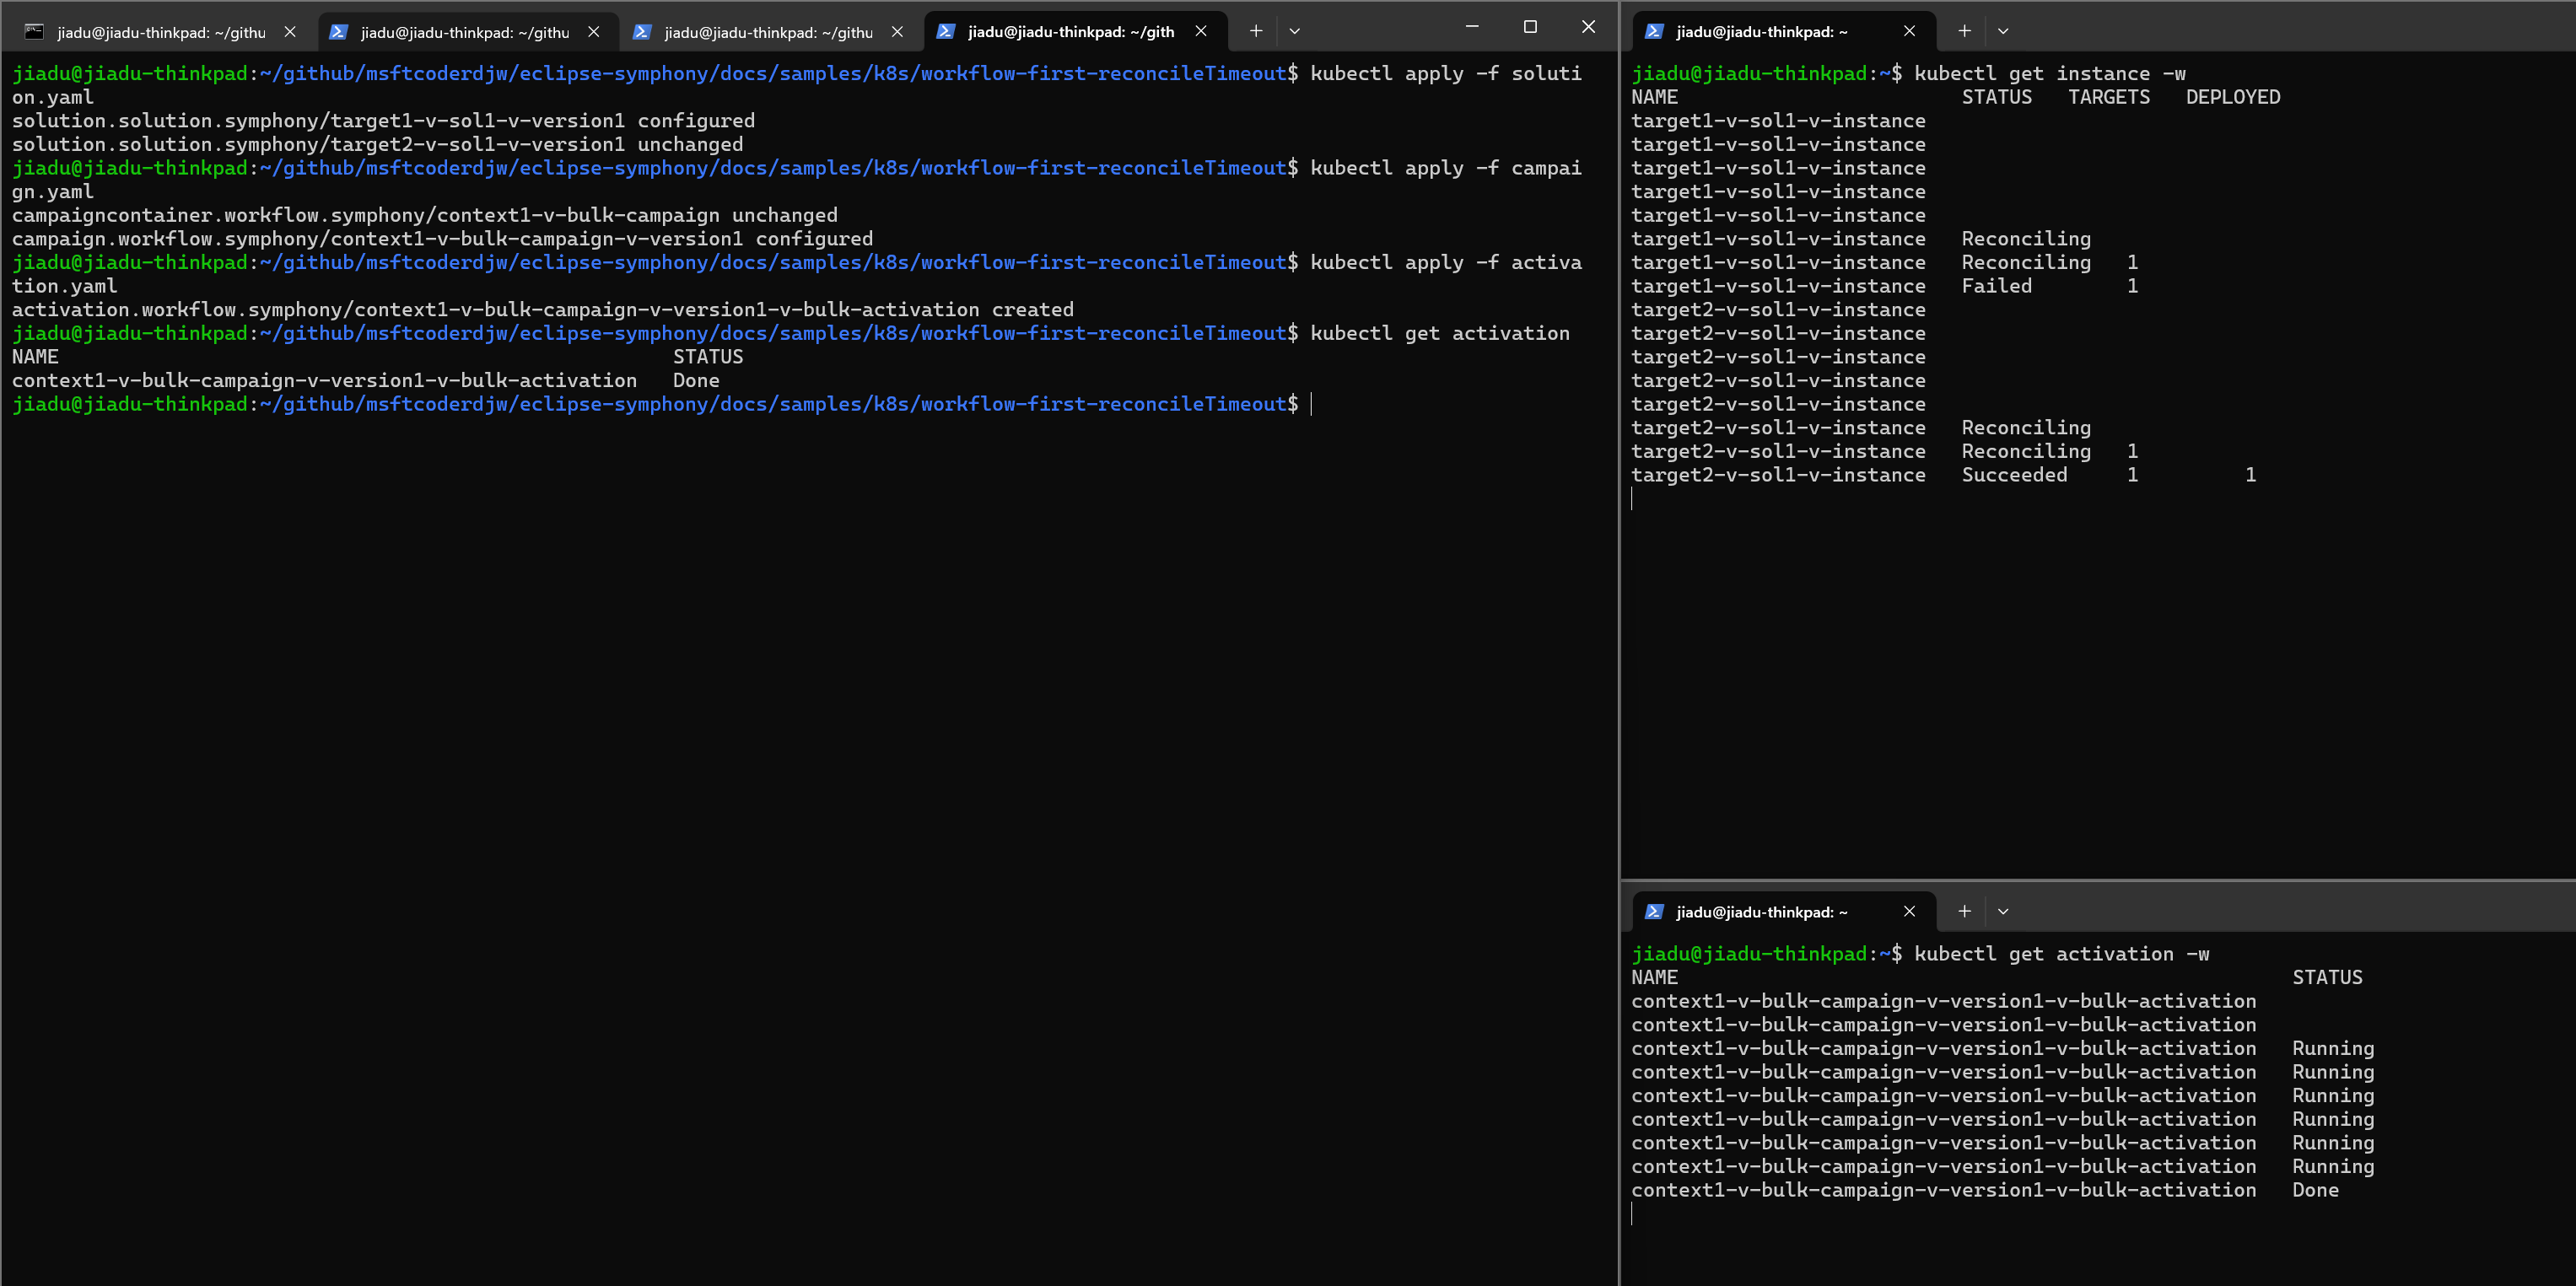 jiadu@jiadu-thinkpad: ~/githu
jiadu@jiadu-thinkpad: ~/githu
jiadu@jiadu-thinkpad: ~/githu
jiadu@jiadu-thinkpad: ~/gith
jiadu@jiadu-thinkpad:~/github/msftcoderdjw/eclipse-symphony/docs/samples/k8s/workflow-first-reconcileTimeout$ kubectl apply -f soluti
on.yaml
solution.solution.symphony/target1-v-sol1-v-version1 configured
solution.solution.symphony/target2-v-sol1-v-version1 unchanged
jiadu@jiadu-thinkpad:~/github/msftcoderdjw/eclipse-symphony/docs/samples/k8s/workflow-first-reconcileTimeout$ kubectl apply -f campai
gn.yaml
campaigncontainer.workflow.symphony/context1-v-bulk-campaign unchanged
campaign.workflow.symphony/context1-v-bulk-campaign-v-version1 configured
jiadu@jiadu-thinkpad:~/github/msftcoderdjw/eclipse-symphony/docs/samples/k8s/workflow-first-reconcileTimeout$ kubectl apply -f activa
tion.yaml
activation.workflow.symphony/context1-v-bulk-campaign-v-version1-v-bulk-activation created
jiadu@jiadu-thinkpad:~/github/msftcoderdjw/eclipse-symphony/docs/samples/k8s/workflow-first-reconcileTimeout$ kubectl get activation
NAME STATUS
context1-v-bulk-campaign-v-version1-v-bulk-activation Done
jiadu@jiadu-thinkpad:~/github/msftcoderdjw/eclipse-symphony/docs/samples/k8s/workflow-first-reconcileTimeout$
jiadu@jiadu-thinkpad: ~
jiadu@jiadu-thinkpad:~$ kubectl get instance -w
NAME STATUS TARGETS DEPLOYED
target1-v-sol1-v-instance
target1-v-sol1-v-instance
target1-v-sol1-v-instance
target1-v-sol1-v-instance
target1-v-sol1-v-instance
target1-v-sol1-v-instance Reconciling
target1-v-sol1-v-instance Reconciling 1
target1-v-sol1-v-instance Failed 1
target2-v-sol1-v-instance
target2-v-sol1-v-instance
target2-v-sol1-v-instance
target2-v-sol1-v-instance
target2-v-sol1-v-instance
target2-v-sol1-v-instance Reconciling
target2-v-sol1-v-instance Reconciling 1
target2-v-sol1-v-instance Succeeded 1 1
jiadu@jiadu-thinkpad: ~
jiadu@jiadu-thinkpad:~$ kubectl get activation -w
NAME STATUS
context1-v-bulk-campaign-v-version1-v-bulk-activation
context1-v-bulk-campaign-v-version1-v-bulk-activation
context1-v-bulk-campaign-v-version1-v-bulk-activation Running
context1-v-bulk-campaign-v-version1-v-bulk-activation Running
context1-v-bulk-campaign-v-version1-v-bulk-activation Running
context1-v-bulk-campaign-v-version1-v-bulk-activation Running
context1-v-bulk-campaign-v-version1-v-bulk-activation Running
context1-v-bulk-campaign-v-version1-v-bulk-activation Running
context1-v-bulk-campaign-v-version1-v-bulk-activation Done